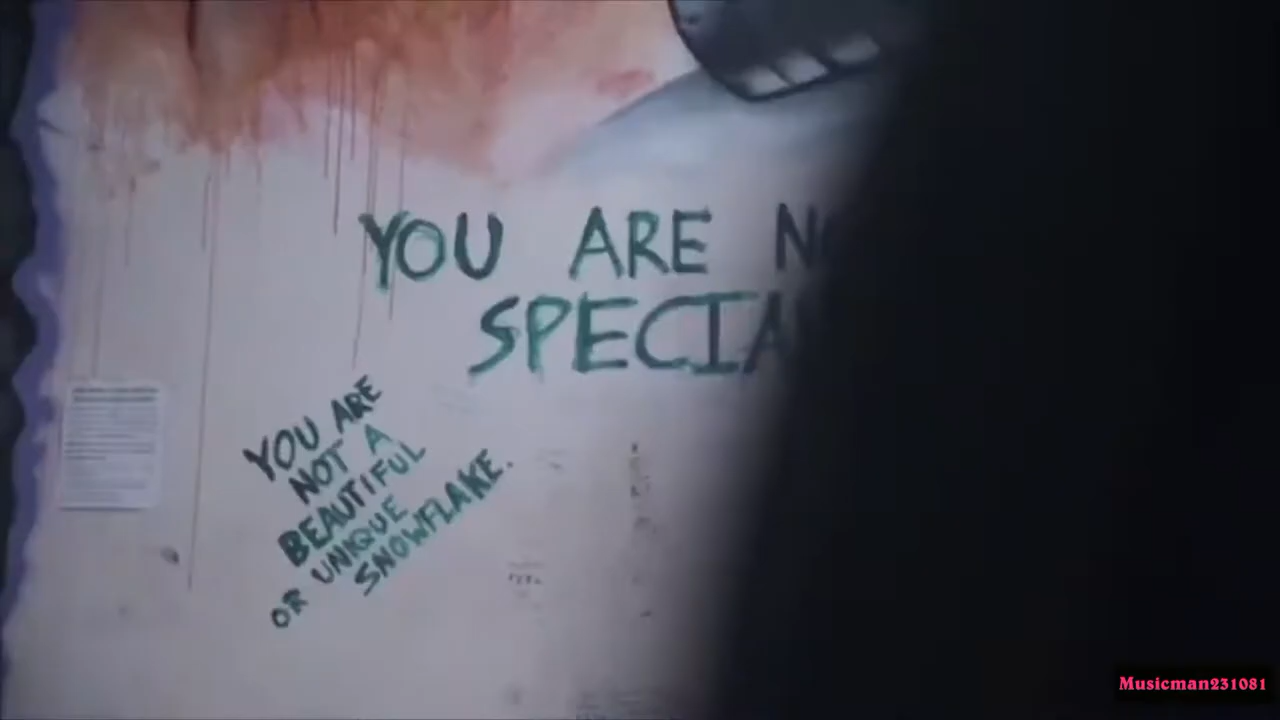 YOU ARE N
SPECIA
YOU ARE
NOT A
BEAUTIFUL
OR UNIQUE
SNOWFLAKE.
Musicman231081